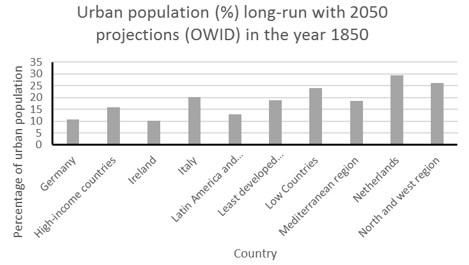 Urban population (%) long-run with 2050
projections (OWID) in the year 1850
Percentage of urban population
35
30
25
20
15
10
5
0
Germany
High-income countries
Ireland
Italy
Latin America and...
Least developed...
Low Countries
Mediterranean region
Netherlands
North and west region
Country